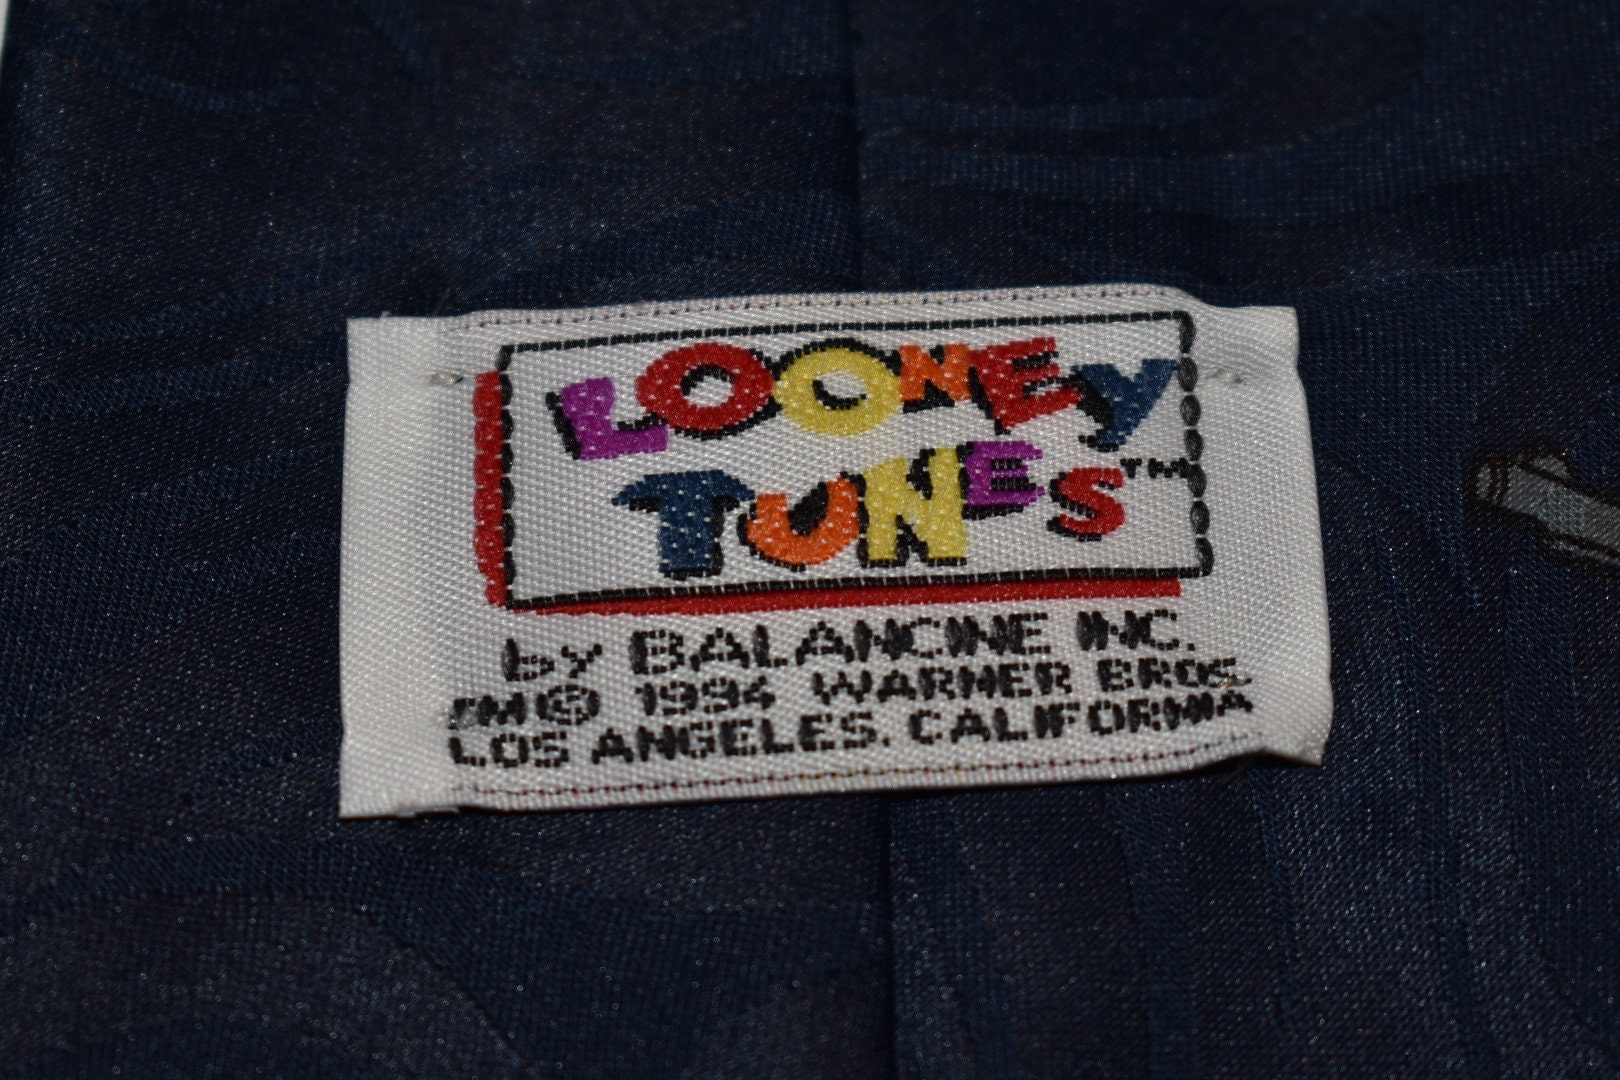 LOONEY
TUNES™
by BALANCINE INC.
TM© 1994 WARNER BROS.
LOS ANGELES, CALIFORNIA